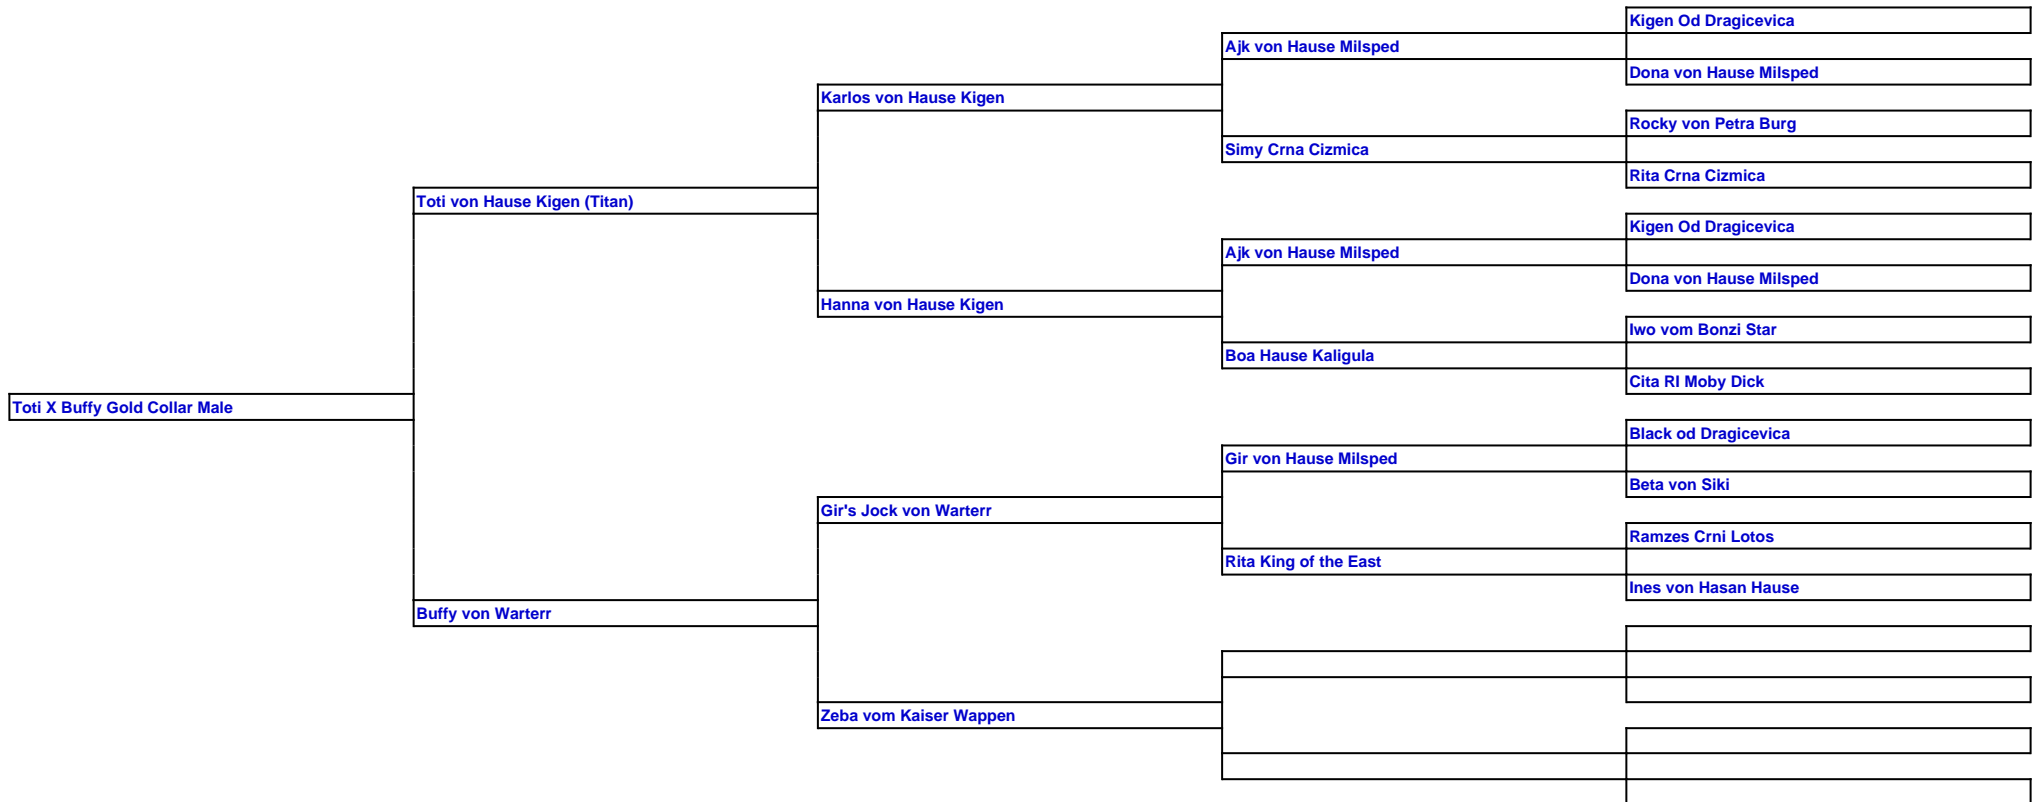 Kigen Od Dragicevica
Ajk von Hause Milsped
Dona von Hause Milsped
Karlos von Hause Kigen
Rocky von Petra Burg
Simy Crna Cizmica
Rita Crna Cizmica
Toti von Hause Kigen (Titan)
Kigen Od Dragicevica
Ajk von Hause Milsped
Dona von Hause Milsped
Hanna von Hause Kigen
Iwo vom Bonzi Star
Boa Hause Kaligula
Cita RI Moby Dick
Toti X Buffy Gold Collar Male
Black od Dragicevica
Gir von Hause Milsped
Beta von Siki
Gir's Jock von Warterr
Ramzes Crni Lotos
Rita King of the East
Ines von Hasan Hause
Buffy von Warterr
Zeba vom Kaiser Wappen